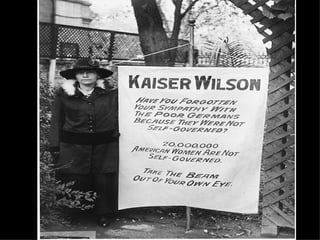 KAISER WILSON
HAVE YOU FORGOTTEN
YOUR SYMPATHY WITH
THE POOR GERMANS
BECAUSE THEY WERE NOT
SELF-GOVERNED?
20,000,000
AMERICAN WOMEN ARE NOT
SELF-GOVERNED.
TAKE THE BEAM
OUT OF YOUR OWN EYE.